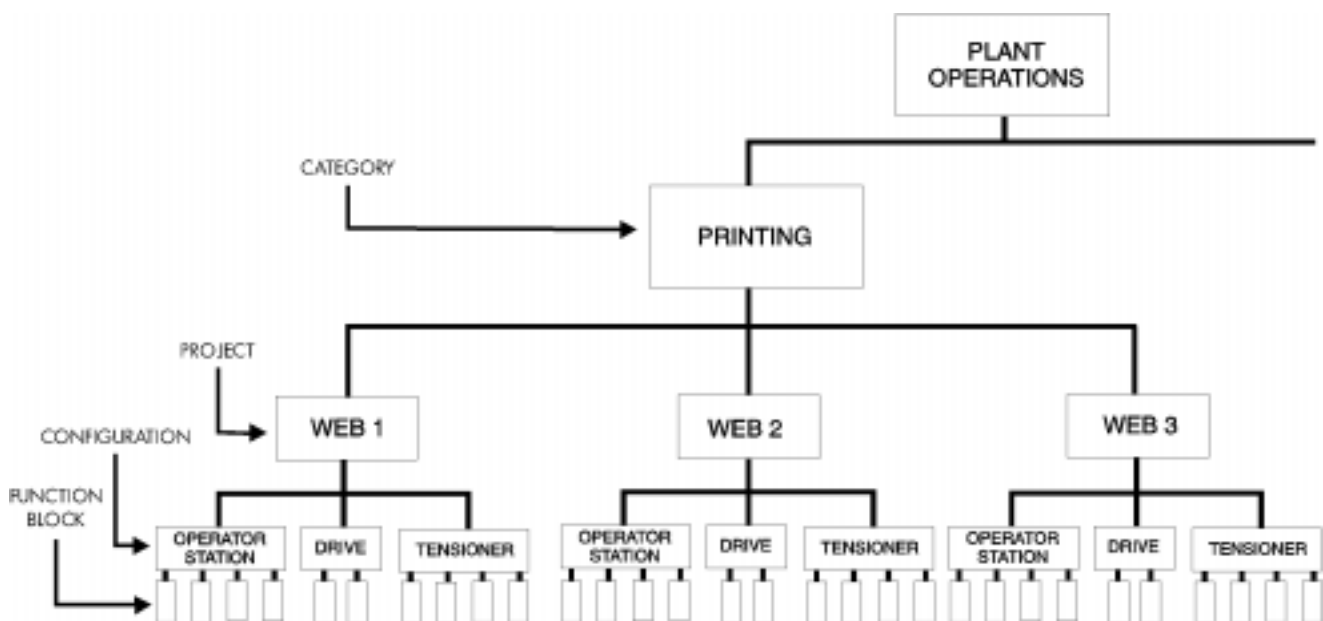 PLANT
OPERATIONS
CATEGORY
PRINTING
PROJECT
WEB 1
WEB 2
WEB 3
CONFIGURATION
FUNCTION
BLOCK
OPERATOR
STATION
DRIVE
TENSIONER
OPERATOR
STATION
DRIVE
TENSIONER
OPERATOR
STATION
DRIVE
TENSIONER